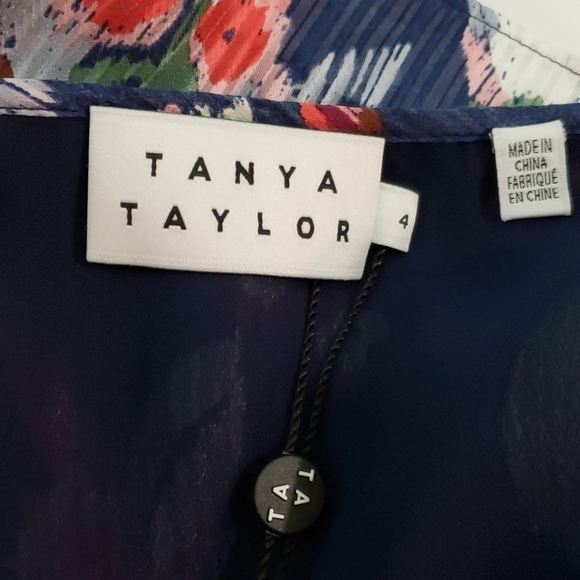 TANYA
TAYLOR
4
MADE IN
CHINA
FABRIQUÉ
EN CHINE
TA
TA